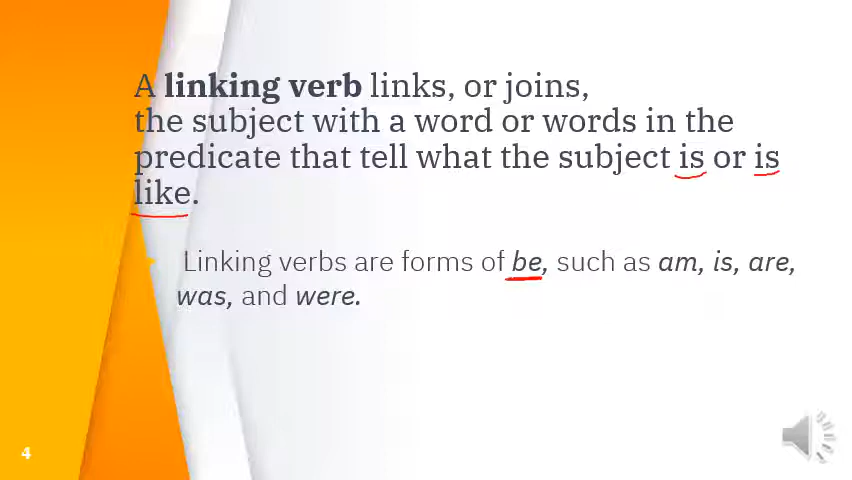 A linking verb links, or joins,
the subject with a word or words in the
predicate that tell what the subject is or is
like.
Linking verbs are forms of be, such as am, is, are,
was, and were.
4